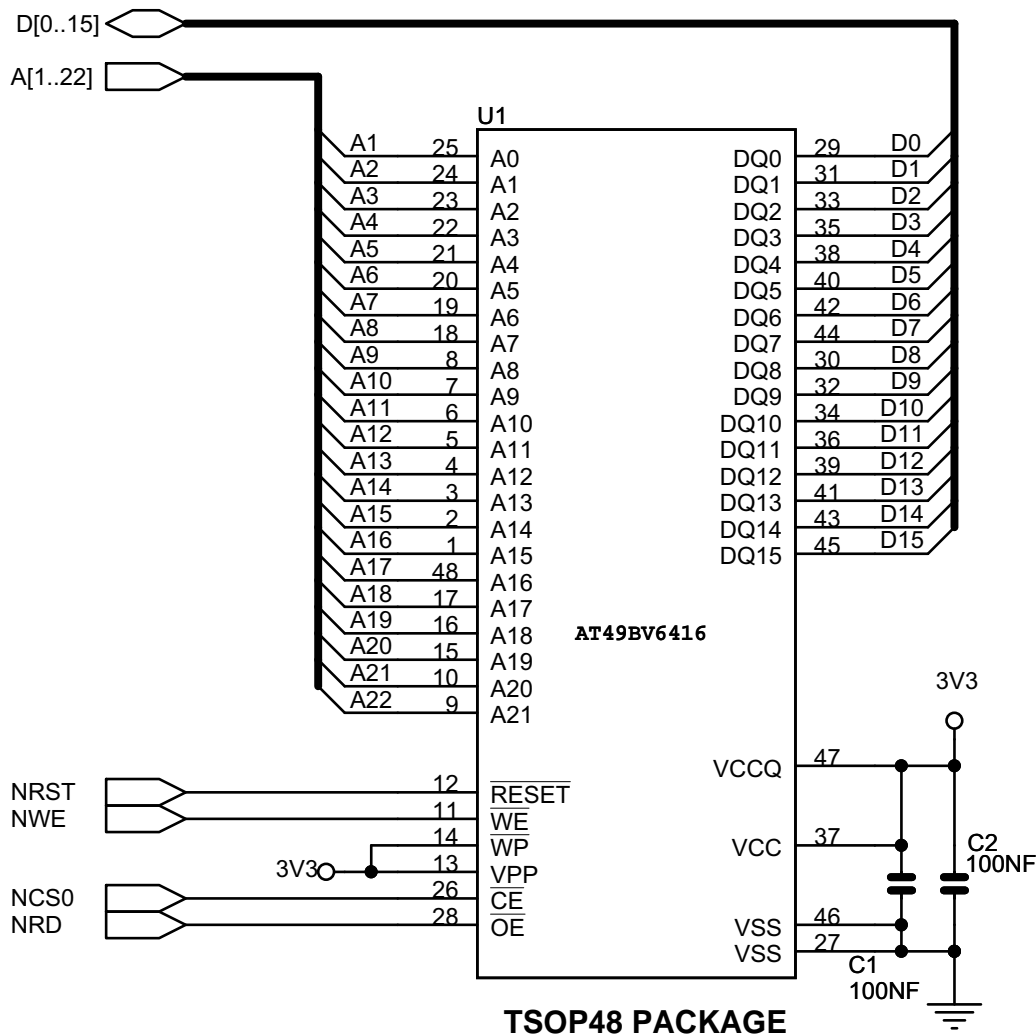 D[0..15]
A[1..22]
U1
A1 25 A0 DQ0 29 D0
A2 24 A1 DQ1 31 D1
A3 23 A2 DQ2 33 D2
A4 22 A3 DQ3 35 D3
A5 21 A4 DQ4 38 D4
A6 20 A5 DQ5 40 D5
A7 19 A6 DQ6 42 D6
A8 18 A7 DQ7 44 D7
A9 8 A8 DQ8 30 D8
A10 7 A9 DQ9 32 D9
A11 6 A10 DQ10 34 D10
A12 5 A11 DQ11 36 D11
A13 4 A12 DQ12 39 D12
A14 3 A13 DQ13 41 D13
A15 2 A14 DQ14 43 D14
A16 1 A15 DQ15 45 D15
A17 48 A16
A18 17 A17
A19 16 A18
AT49BV6416
A20 15 A19
A21 10 A20
A22 9 A21
3V3
VCCQ 47
NRST 12 RESET
NWE 11 WE
14 WP VCC 37
C2
100NF
3V3 13 VPP
NCS0 26 CE
NRD 28 OE VSS 46
VSS 27
C1
100NF
TSOP48 PACKAGE